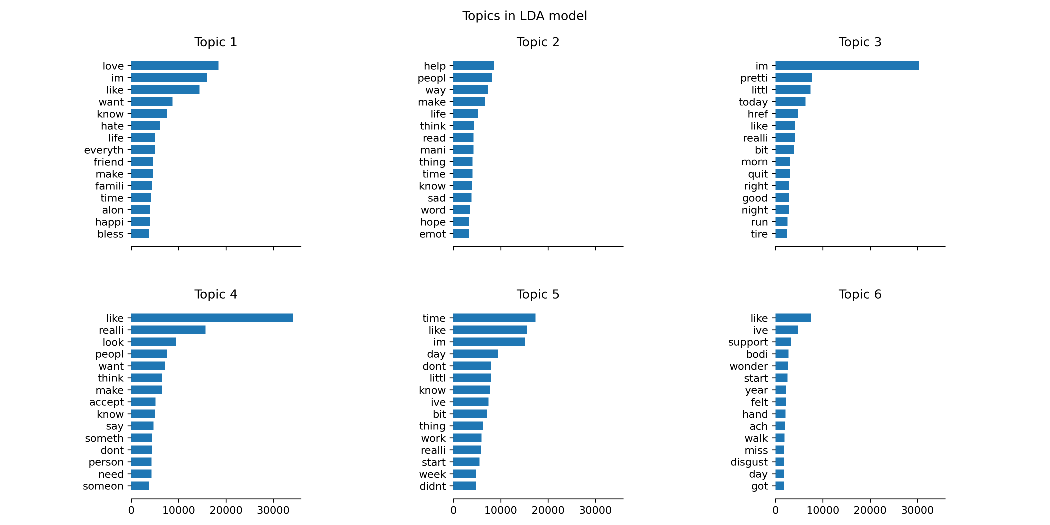 Topics in LDA model
Topic 1
love
im
like
want
know
hate
life
everyth
friend
make
famili
time
alon
happi
bless
Topic 2
help
peopl
way
make
life
think
read
mani
thing
time
know
sad
word
hope
emot
Topic 3
im
pretti
littl
today
href
like
realli
bit
morn
quit
right
good
night
run
tire
Topic 4
like
realli
look
peopl
want
think
make
accept
know
say
someth
dont
person
need
someon
0 10000 20000 30000
Topic 5
time
like
im
day
dont
littl
know
ive
bit
thing
work
realli
start
week
didnt
0 10000 20000 30000
Topic 6
like
ive
support
bodi
wonder
start
year
felt
hand
ach
walk
miss
disgust
day
got
0 10000 20000 30000